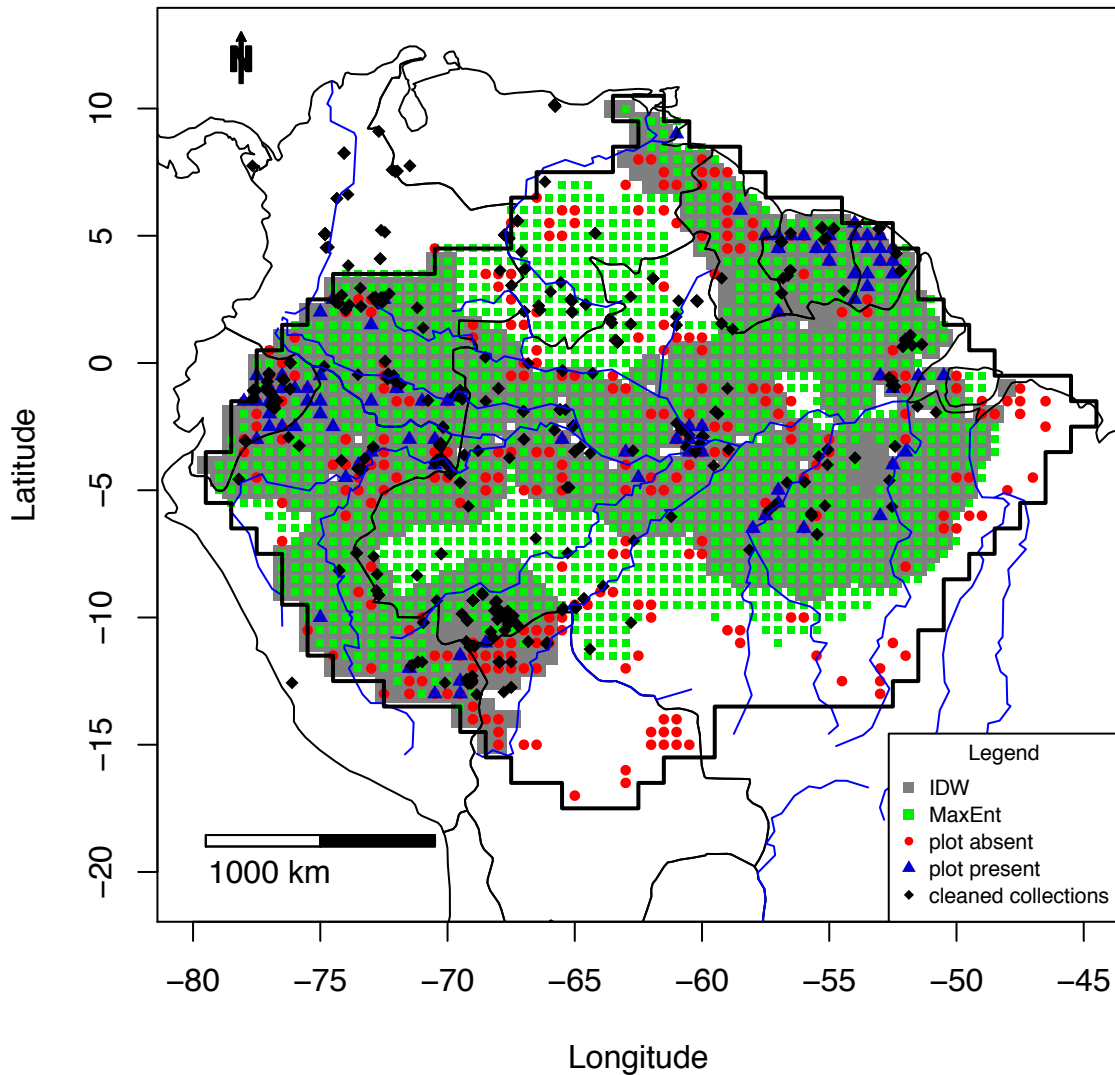 N
10
5
0
−5
−10
−15
−20
Latitude
1000 km
Legend
IDW
MaxEnt
plot absent
plot present
cleaned collections
−80
−75
−70
−65
−60
−55
−50
−45
Longitude